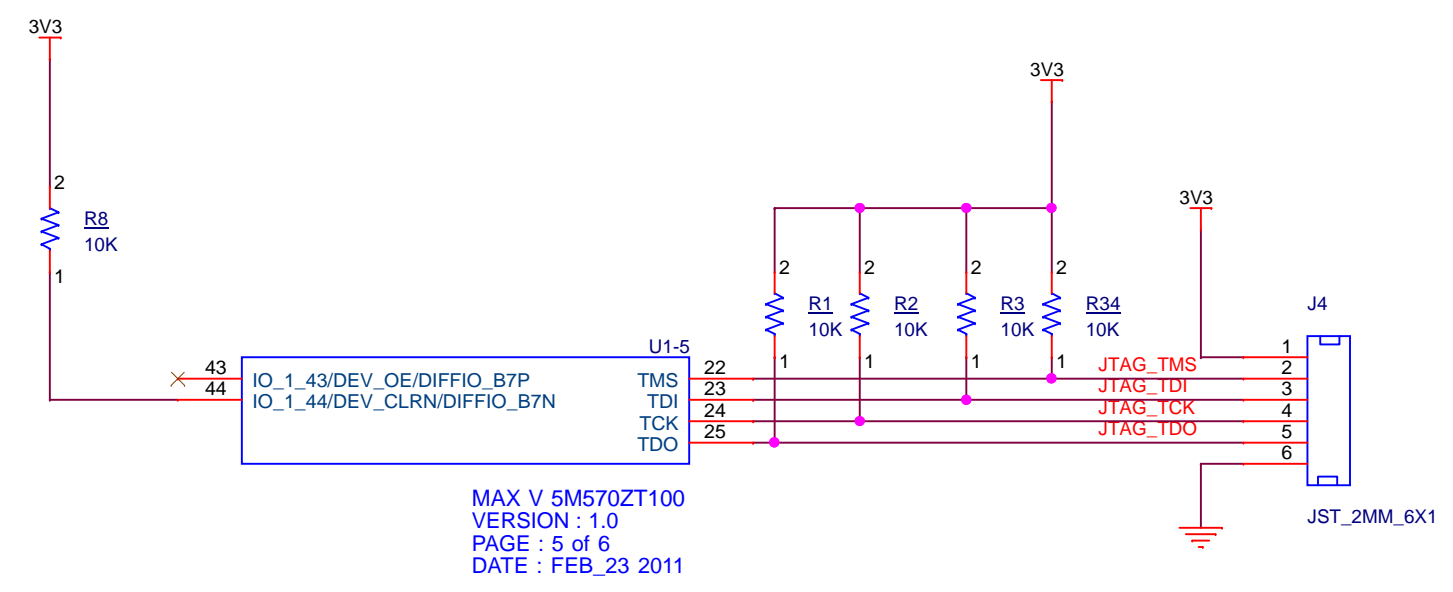 3V3
2
R8
10K
1
43
44
IO_1_43/DEV_OE/DIFFIO_B7P
IO_1_44/DEV_CLRN/DIFFIO_B7N
U1-5
TMS
TDI
TCK
TDO
22
23
24
25
MAX V 5M570ZT100
VERSION : 1.0
PAGE : 5 of 6
DATE : FEB_23 2011
3V3
2
R1
10K
1
2
R2
10K
1
2
R3
10K
1
2
R34
10K
1
3V3
JTAG_TMS
JTAG_TDI
JTAG_TCK
JTAG_TDO
J4
1
2
3
4
5
6
JST_2MM_6X1